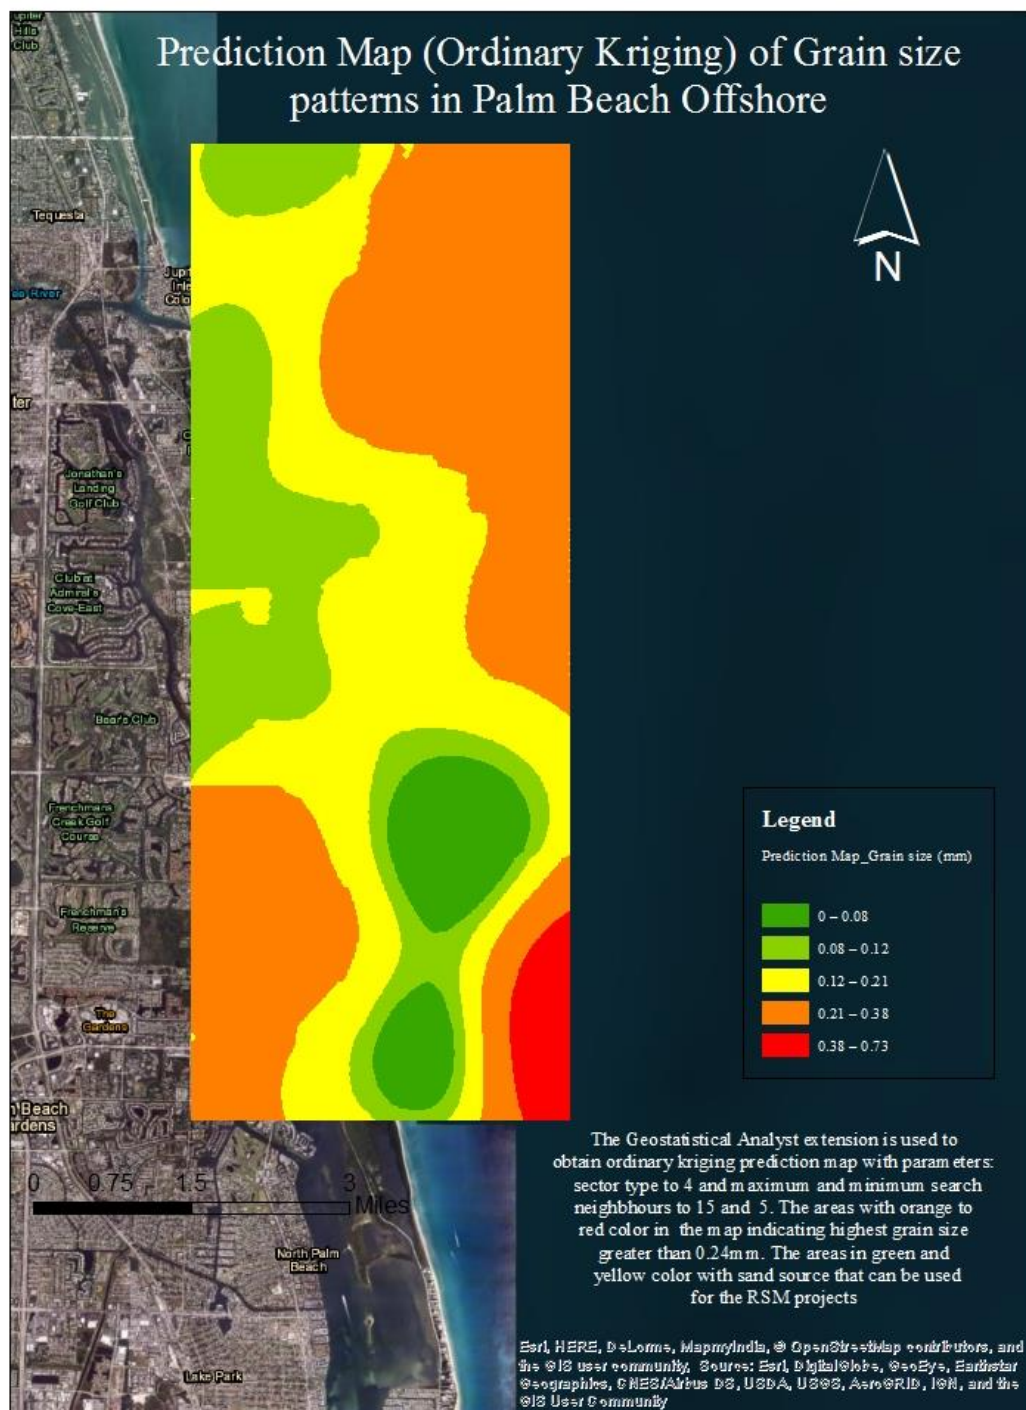 upiter
Hills
Club
Prediction Map (Ordinary Kriging) of Grain size
patterns in Palm Beach Offshore
Tequesta
N
River
ter
Jonathan's
Landing
Golf Club
Club at
Admiral's
Cove-East
Bear's Club
Frenchmans
Creek Golf
Course
Frenchman's
Reserve
The
Gardens
Legend
Prediction Map_Grain size (mm)
0 – 0.08
0.08 – 0.12
0.12 – 0.21
0.21 – 0.38
0.38 – 0.73
Beach
ardens
0 0.75 1.5 3
Miles
North Palm
Beach
Lake Park
The Geostatistical Analyst extension is used to
obtain ordinary kriging prediction map with parameters:
sector type to 4 and maximum and minimum search
neighbhours to 15 and 5. The areas with orange to
red color in the map indicating highest grain size
greater than 0.24mm. The areas in green and
yellow color with sand source that can be used
for the RSM projects
Esri, HERE, DeLorme, MapmyIndia, © OpenStreetMap contributors, and
the GIS user community, Source: Esri, DigitalGlobe, GeoEye, Earthstar
Geographics, CNES/Airbus DS, USDA, USGS, AeroGRID, IGN, and the
GIS User Community